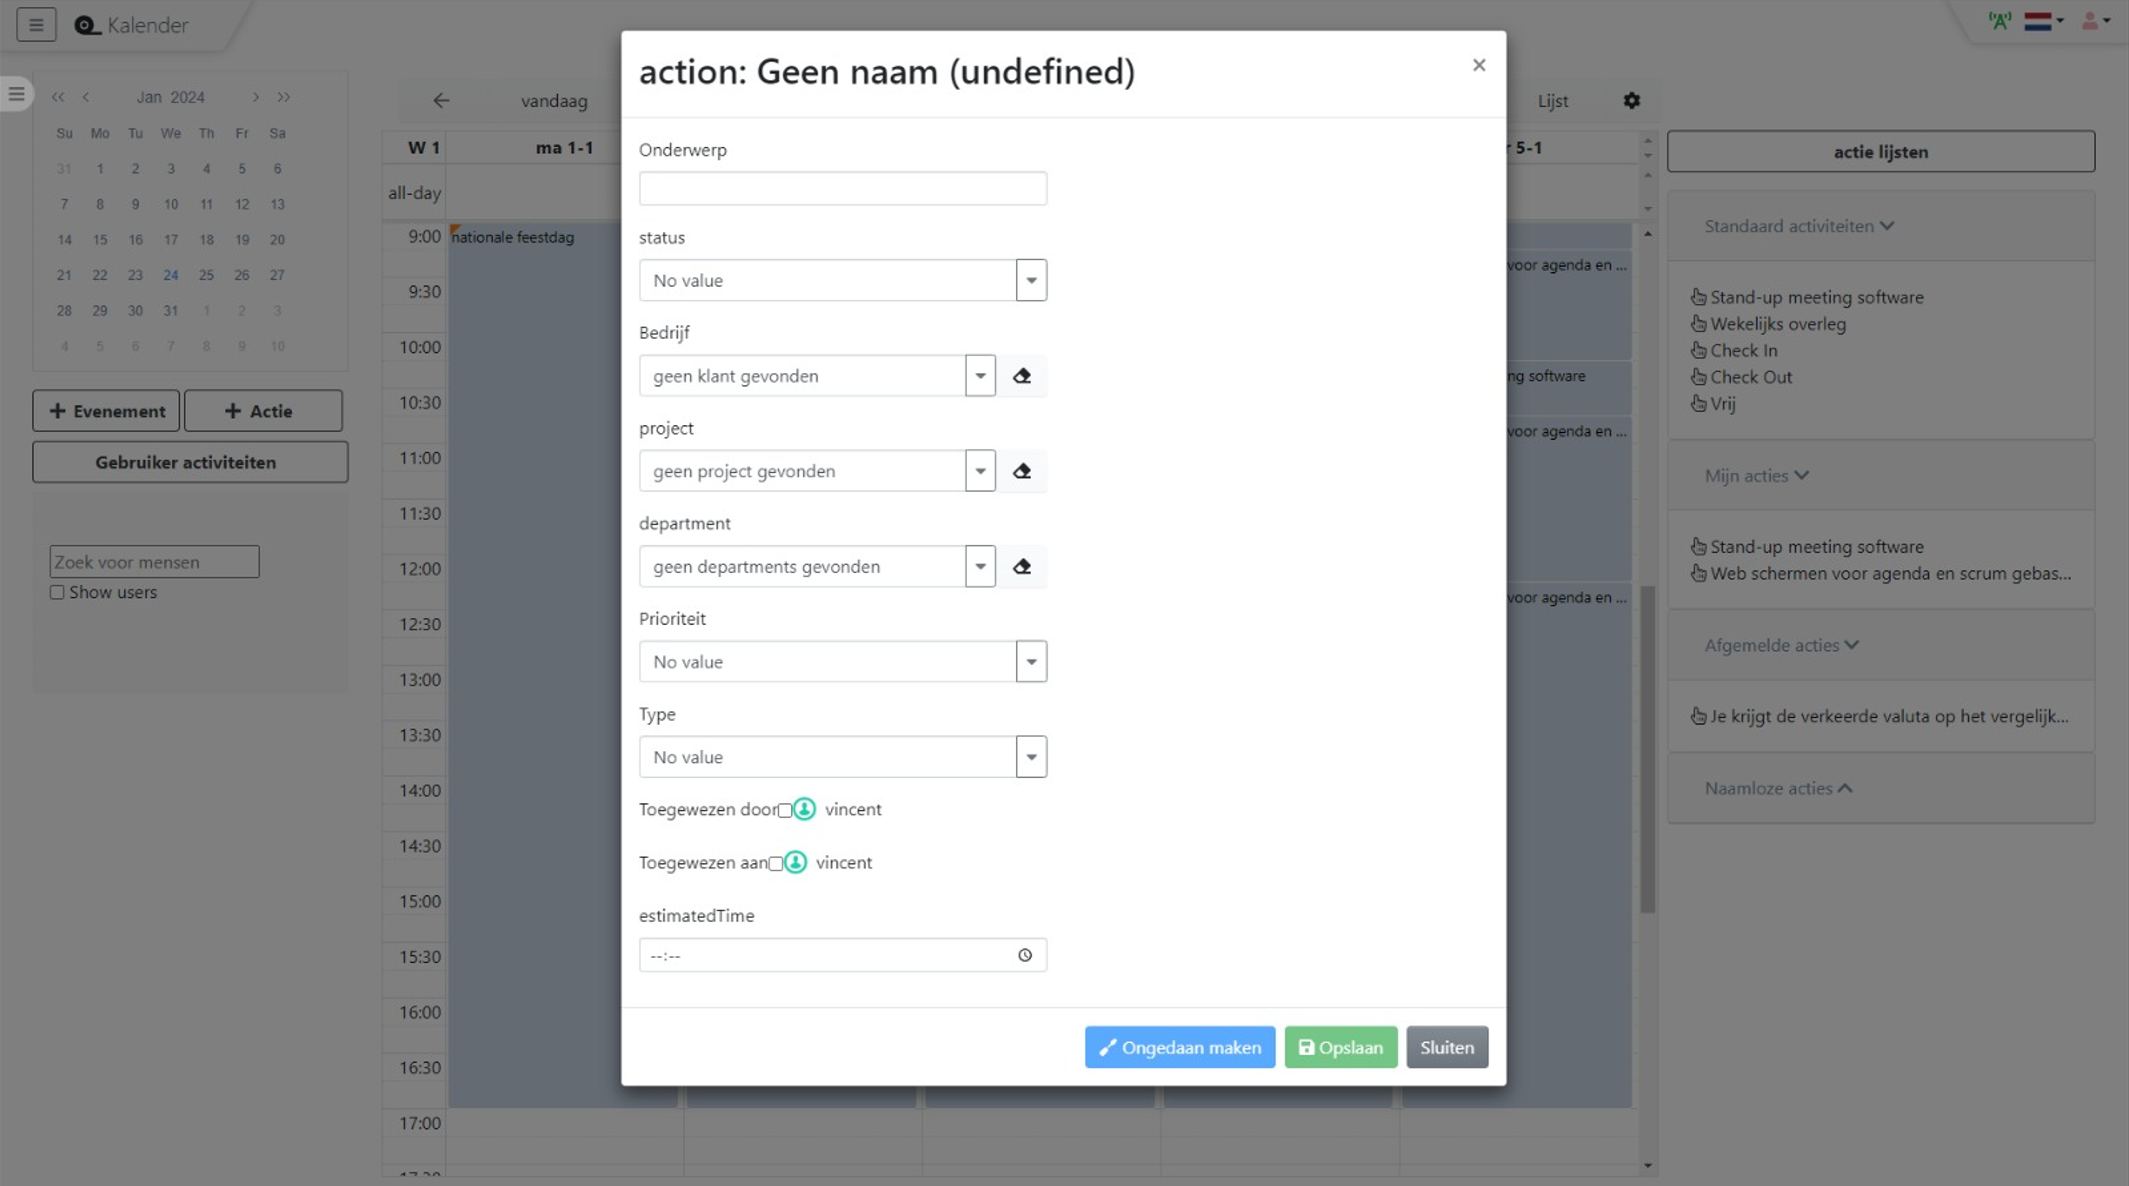 Kalender
Jan 2024
Su Mo Tu We Th Fr Sa
31 1 2 3 4 5 6
7 8 9 10 11 12 13
14 15 16 17 18 19 20
21 22 23 24 25 26 27
28 29 30 31 1 2 3
4 5 6 7 8 9 10
+ Evenement
+ Actie
Gebruiker activiteiten
Zoek voor mensen
Show users
vandaag
Lijst
W 1
ma 1-1
5-1
all-day
9:00
nationale feestdag
9:30
10:00
10:30
11:00
11:30
12:00
12:30
13:00
13:30
14:00
14:30
15:00
15:30
16:00
16:30
17:00
voor agenda en ...
ng software
voor agenda en ...
voor agenda en ...
action: Geen naam (undefined)
×
Onderwerp
status
No value
Bedrijf
geen klant gevonden
project
geen project gevonden
department
geen departments gevonden
Prioriteit
No value
Type
No value
Toegewezen door vincent
Toegewezen aan vincent
estimatedTime
--:--
Ongedaan maken
Opslaan
Sluiten
actie lijsten
Standaard activiteiten
Stand-up meeting software
Wekelijks overleg
Check In
Check Out
Vrij
Mijn acties
Stand-up meeting software
Web schermen voor agenda en scrum gebas...
Afgemelde acties
Je krijgt de verkeerde valuta op het vergelijk...
Naamloze acties